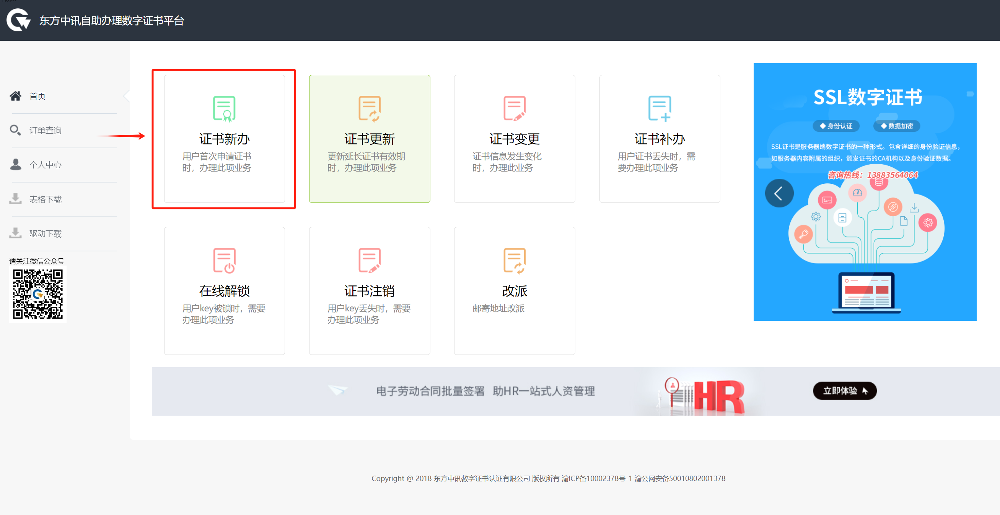 东方中讯自助办理数字证书平台
首页
订单查询
个人中心
表格下载
驱动下载
请关注微信公众号
证书新办
用户首次申请证书
时，办理此项业务
证书更新
更新延长证书有效期
时，办理此项业务
证书变更
证书信息发生变化
时，办理此业务
证书补办
用户证书丢失时，需
要办理此项业务
在线解锁
用户key被锁时，需要
办理此项业务
证书注销
用户key丢失时，需要
办理此项业务
改派
邮寄地址改派
SSL数字证书
◆ 身份认证 ◆ 数据加密
SSL证书是服务器端数字证书的一种形式。包含详细的身份验证信息，
如服务器内容附属的组织，颁发证书的CA机构以及身份验证数据。
咨询热线：13883564064
电子劳动合同批量签署 助HR一站式人资管理
HR
立即体验
Copyright @ 2018 东方中讯数字证书认证有限公司 版权所有 渝ICP备10002378号-1 渝公网安备50010802001378